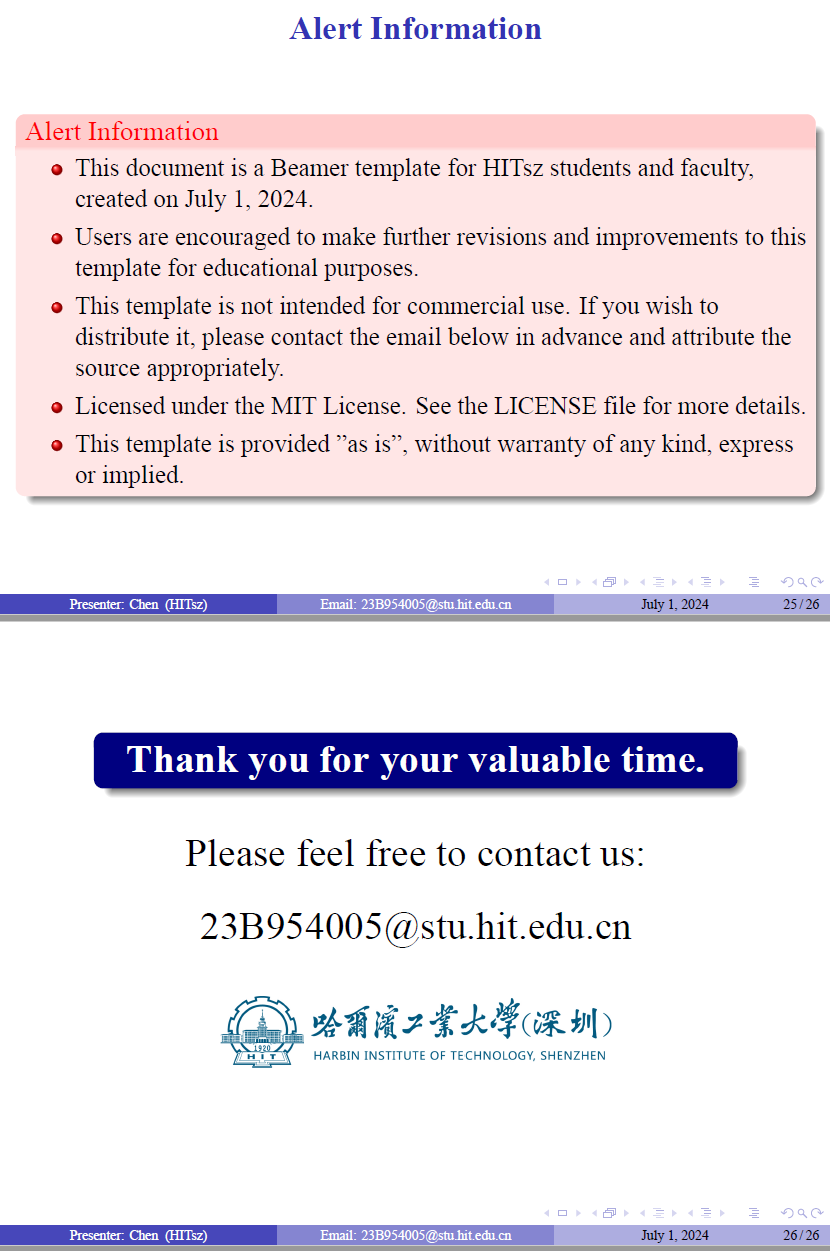 Alert Information
Alert Information
This document is a Beamer template for HITsz students and faculty,
created on July 1, 2024.
Users are encouraged to make further revisions and improvements to this
template for educational purposes.
This template is not intended for commercial use. If you wish to
distribute it, please contact the email below in advance and attribute the
source appropriately.
Licensed under the MIT License. See the LICENSE file for more details.
This template is provided ”as is”, without warranty of any kind, express
or implied.
Presenter: Chen (HITsz) Email: 23B954005@stu.hit.edu.cn July 1, 2024 25 / 26
Thank you for your valuable time.
Please feel free to contact us:
23B954005@stu.hit.edu.cn
哈爾濱工業大學(深圳)
1920
HIT
HARBIN INSTITUTE OF TECHNOLOGY, SHENZHEN
Presenter: Chen (HITsz) Email: 23B954005@stu.hit.edu.cn July 1, 2024 26 / 26